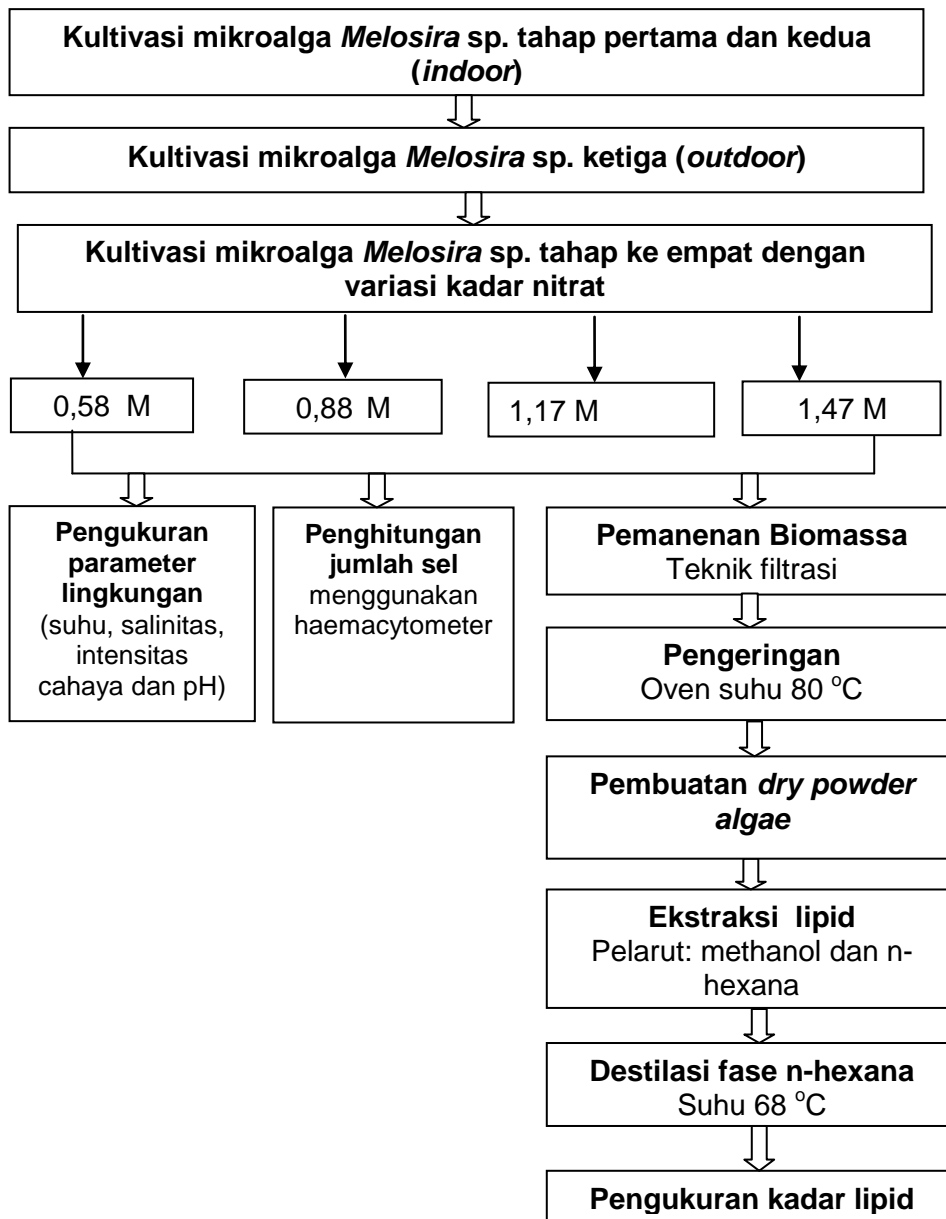 Kultivasi mikroalga Melosira sp. tahap pertama dan kedua
(indoor)
Kultivasi mikroalga Melosira sp. ketiga (outdoor)
Kultivasi mikroalga Melosira sp. tahap ke empat dengan
variasi kadar nitrat
0,58 M
0,88 M
1,17 M
1,47 M
Pengukuran
parameter
lingkungan
(suhu, salinitas,
intensitas
cahaya dan pH)
Penghitungan
jumlah sel
menggunakan
haemacytometer
Pemanenan Biomassa
Teknik filtrasi
Pengeringan
Oven suhu 80 °C
Pembuatan dry powder
algae
Ekstraksi lipid
Pelarut: methanol dan n-
hexana
Destilasi fase n-hexana
Suhu 68 °C
Pengukuran kadar lipid